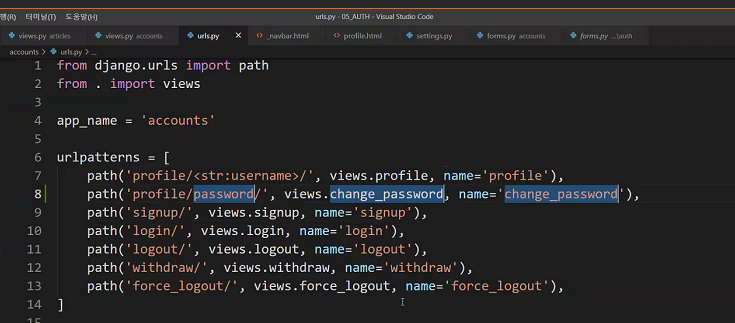 행(R) 터미널(T) 도움말(H) urls.py - 05_AUTH - Visual Studio Code
views.py articles views.py accounts urls.py _navbar.html profile.html settings.py forms.py accounts forms.py ...\auth
accounts > urls.py > ...
1 from django.urls import path
2 from . import views
3
4 app_name = 'accounts'
5
6 urlpatterns = [
7 path('profile/<str:username>/', views.profile, name='profile'),
8 path('profile/password/', views.change_password, name='change_password'),
9 path('signup/', views.signup, name='signup'),
10 path('login/', views.login, name='login'),
11 path('logout/', views.logout, name='logout'),
12 path('withdraw/', views.withdraw, name='withdraw'),
13 path('force_logout/', views.force_logout, name='force_logout'),
14 ]
15